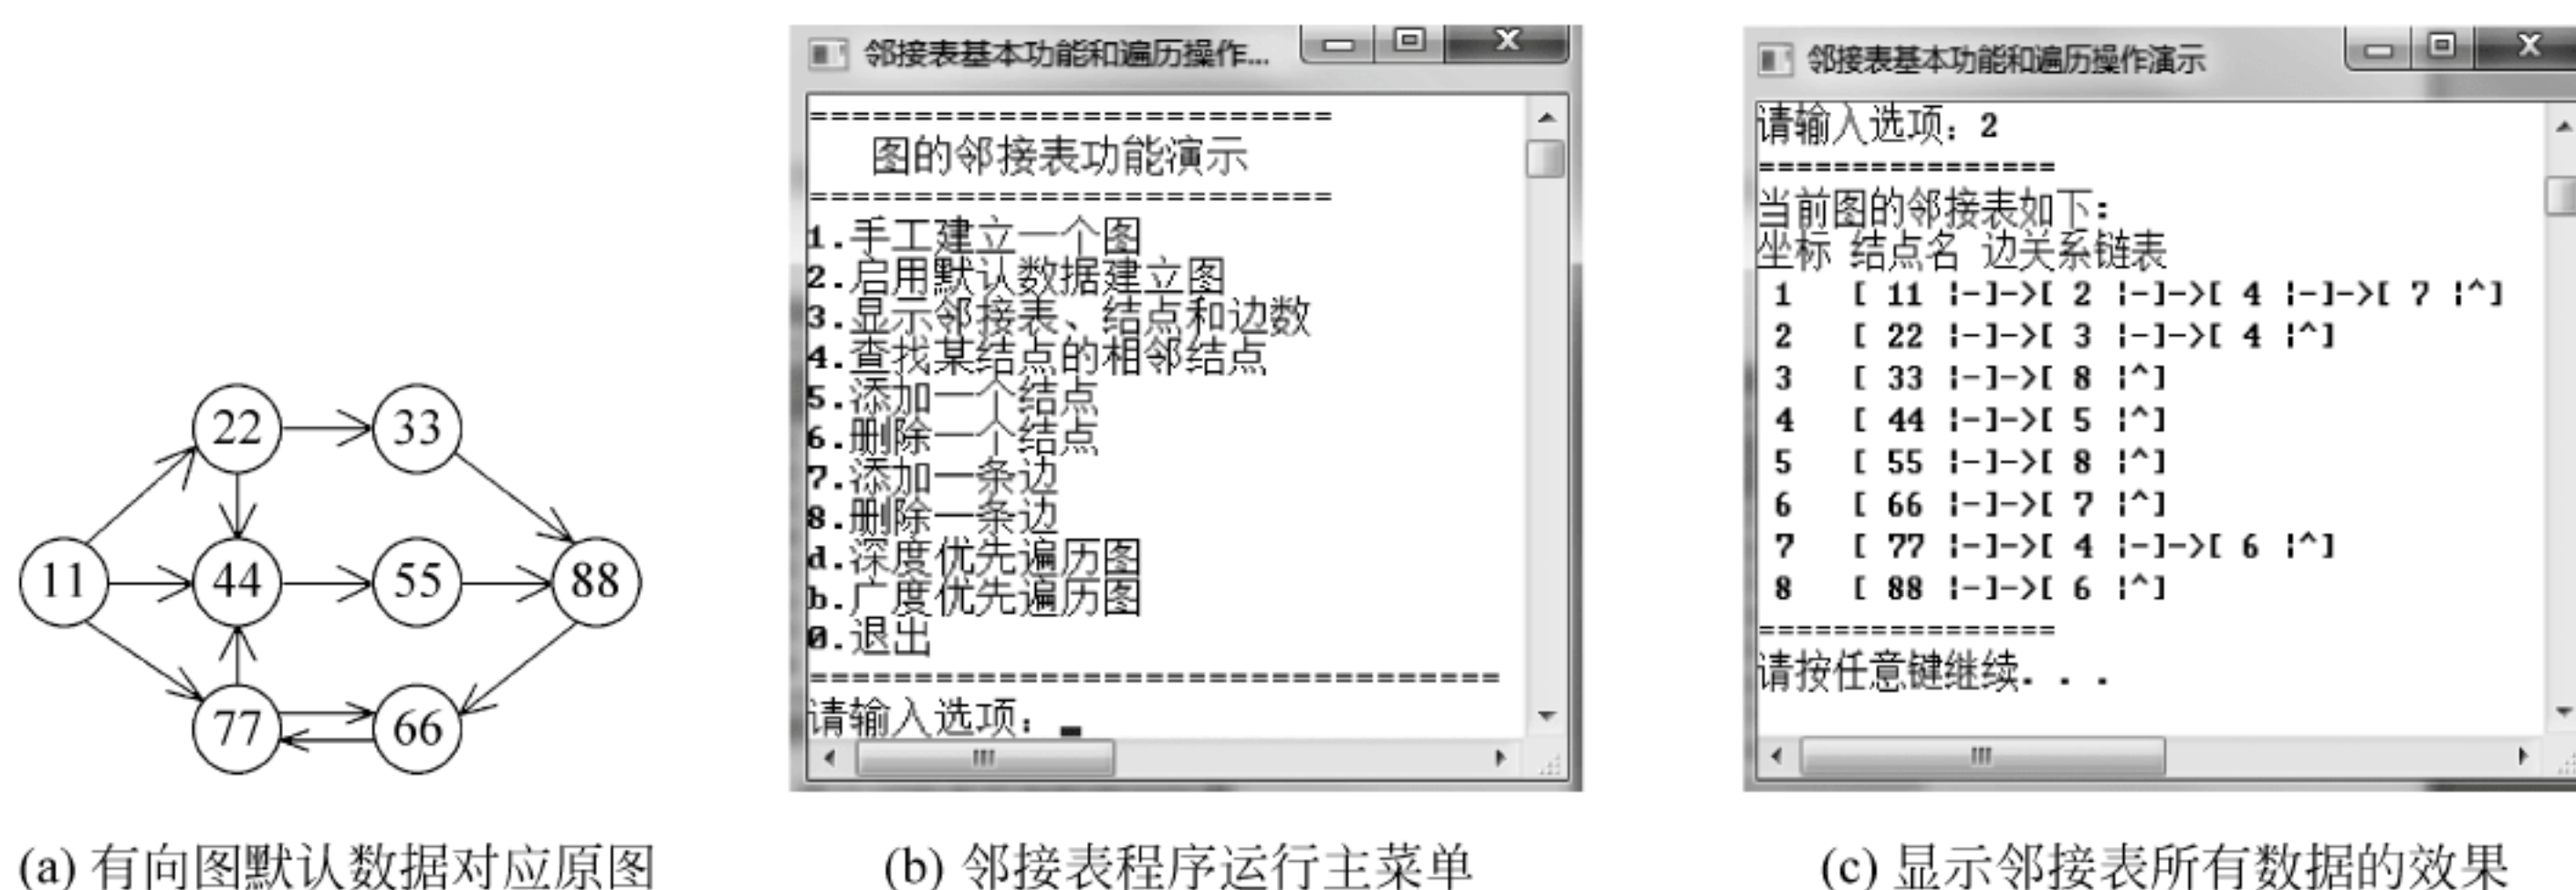 22
33
11
44
55
88
77
66
(a) 有向图默认数据对应原图
邻接表基本功能和遍历操作...
=========================
图的邻接表功能演示
=========================
1.手工建立一个图
2.启用默认数据建立图
3.显示邻接表、结点和边数
4.查找某结点的相邻结点
5.添加一个结点
6.删除一个结点
7.添加一条边
8.删除一条边
d.深度优先遍历图
b.广度优先遍历图
0.退出
=================================
请输入选项：
(b) 邻接表程序运行主菜单
邻接表基本功能和遍历操作演示
请输入选项：2
================
当前图的邻接表如下：
坐标 结点名 边关系链表
1 [ 11 |-]->[ 2 |-]->[ 4 |-]->[ 7 |^]
2 [ 22 |-]->[ 3 |-]->[ 4 |^]
3 [ 33 |-]->[ 8 |^]
4 [ 44 |-]->[ 5 |^]
5 [ 55 |-]->[ 8 |^]
6 [ 66 |-]->[ 7 |^]
7 [ 77 |-]->[ 4 |-]->[ 6 |^]
8 [ 88 |-]->[ 6 |^]
================
请按任意键继续. . .
(c) 显示邻接表所有数据的效果